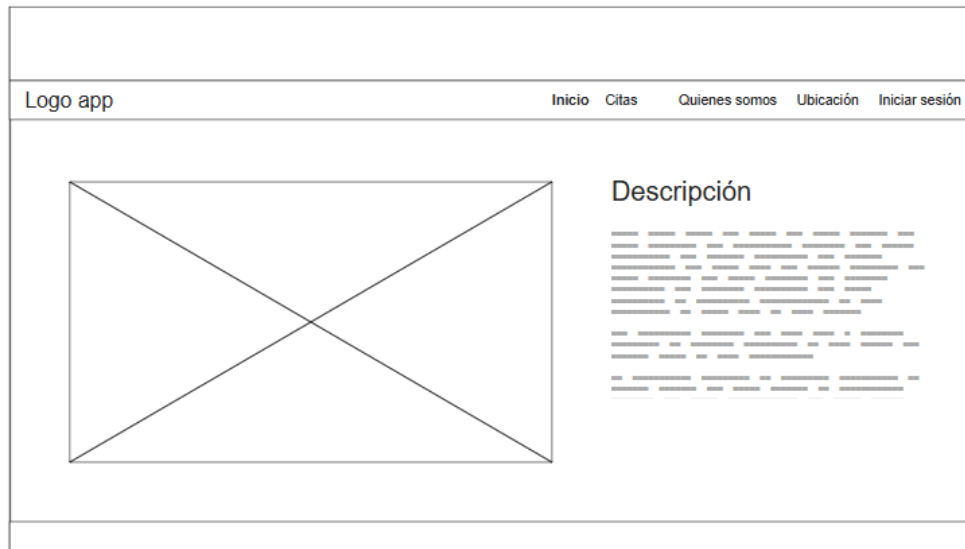 Logo app
Inicio Citas Quienes somos Ubicación Iniciar sesión
Descripción